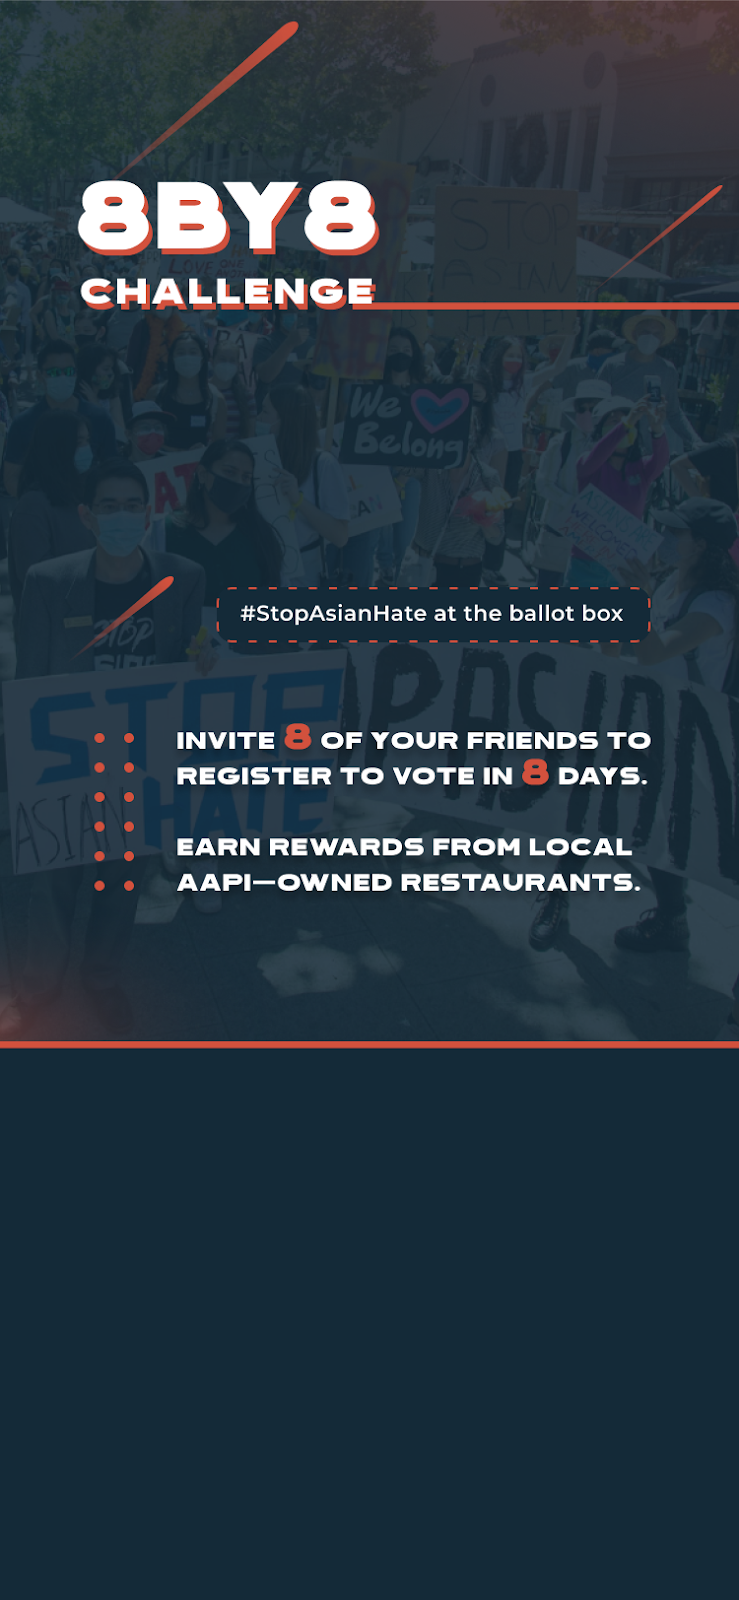 8BY8
CHALLENGE
STOP
We
Belong
#StopAsianHate at the ballot box
STOP
ASIAN
HATE
INVITE 8 OF YOUR FRIENDS TO
REGISTER TO VOTE IN 8 DAYS.
EARN REWARDS FROM LOCAL
AAPI—OWNED RESTAURANTS.